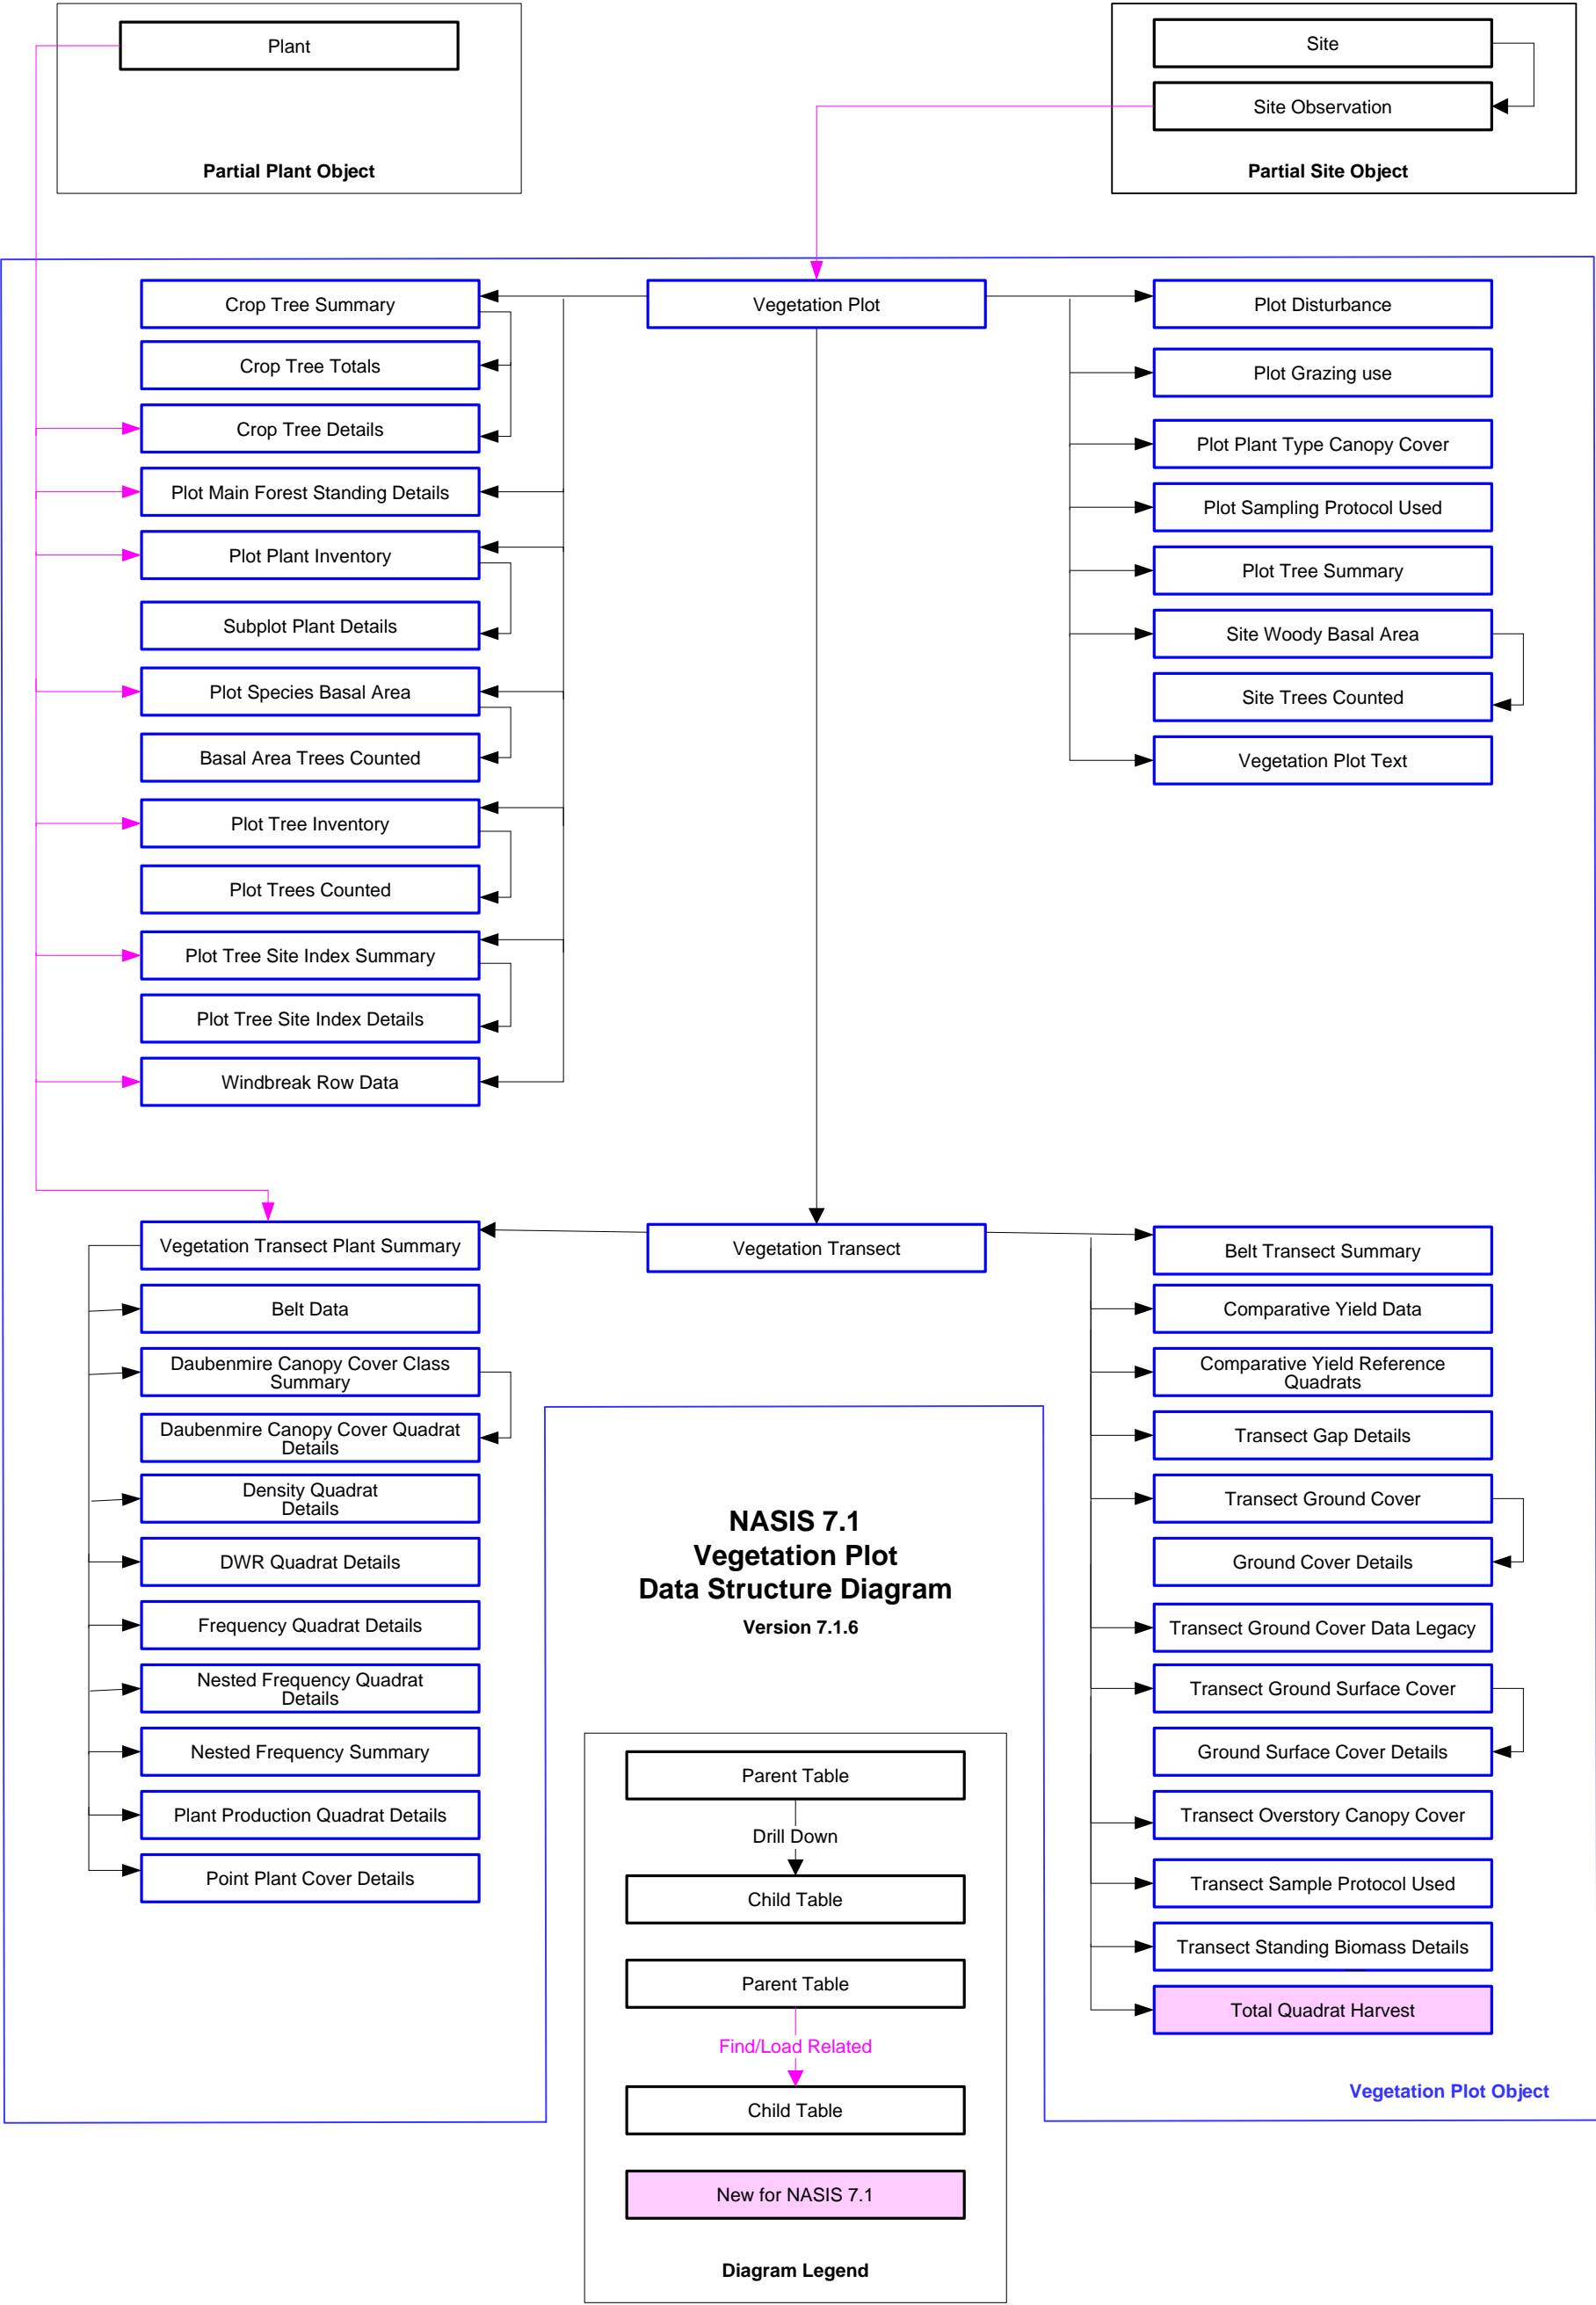 Plant
Partial Plant Object
Site
Site Observation
Partial Site Object
Crop Tree Summary
Crop Tree Totals
Crop Tree Details
Plot Main Forest Standing Details
Plot Plant Inventory
Subplot Plant Details
Plot Species Basal Area
Basal Area Trees Counted
Plot Tree Inventory
Plot Trees Counted
Plot Tree Site Index Summary
Plot Tree Site Index Details
Windbreak Row Data
Vegetation Plot
Plot Disturbance
Plot Grazing use
Plot Plant Type Canopy Cover
Plot Sampling Protocol Used
Plot Tree Summary
Site Woody Basal Area
Site Trees Counted
Vegetation Plot Text
Vegetation Transect Plant Summary
Belt Data
Daubenmire Canopy Cover Class
Summary
Daubenmire Canopy Cover Quadrat
Details
Density Quadrat
Details
DWR Quadrat Details
Frequency Quadrat Details
Nested Frequency Quadrat
Details
Nested Frequency Summary
Plant Production Quadrat Details
Point Plant Cover Details
Vegetation Transect
Belt Transect Summary
Comparative Yield Data
Comparative Yield Reference
Quadrats
Transect Gap Details
Transect Ground Cover
Ground Cover Details
Transect Ground Cover Data Legacy
Transect Ground Surface Cover
Ground Surface Cover Details
Transect Overstory Canopy Cover
Transect Sample Protocol Used
Transect Standing Biomass Details
Total Quadrat Harvest
Vegetation Plot Object
NASIS 7.1
Vegetation Plot
Data Structure Diagram
Version 7.1.6
Parent Table
Drill Down
Child Table
Parent Table
Find/Load Related
Child Table
New for NASIS 7.1
Diagram Legend